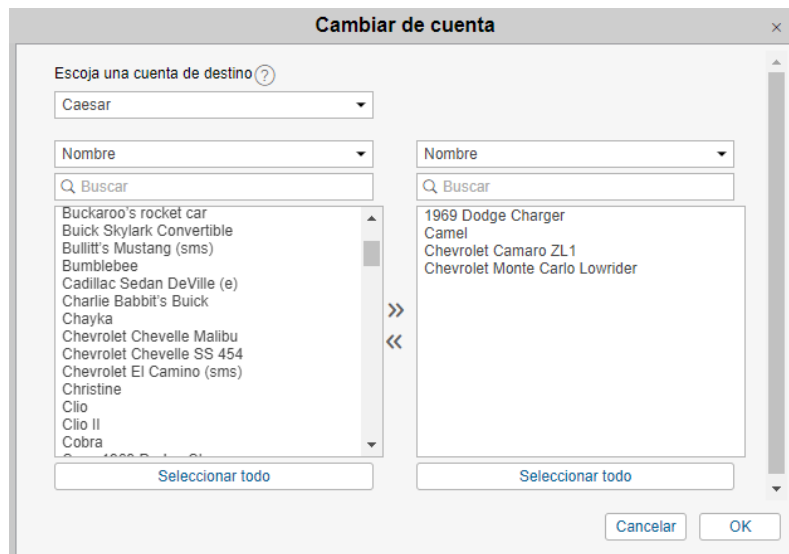 Cambiar de cuenta
Escoja una cuenta de destino ?
Caesar
Nombre
Buscar
Buckaroo's rocket car
Buick Skylark Convertible
Bullitt's Mustang (sms)
Bumblebee
Cadillac Sedan DeVille (e)
Charlie Babbit's Buick
Chayka
Chevrolet Chevelle Malibu
Chevrolet Chevelle SS 454
Chevrolet El Camino (sms)
Christine
Clio
Clio II
Cobra
Seleccionar todo
Nombre
Buscar
1969 Dodge Charger
Camel
Chevrolet Camaro ZL1
Chevrolet Monte Carlo Lowrider
Seleccionar todo
Cancelar
OK